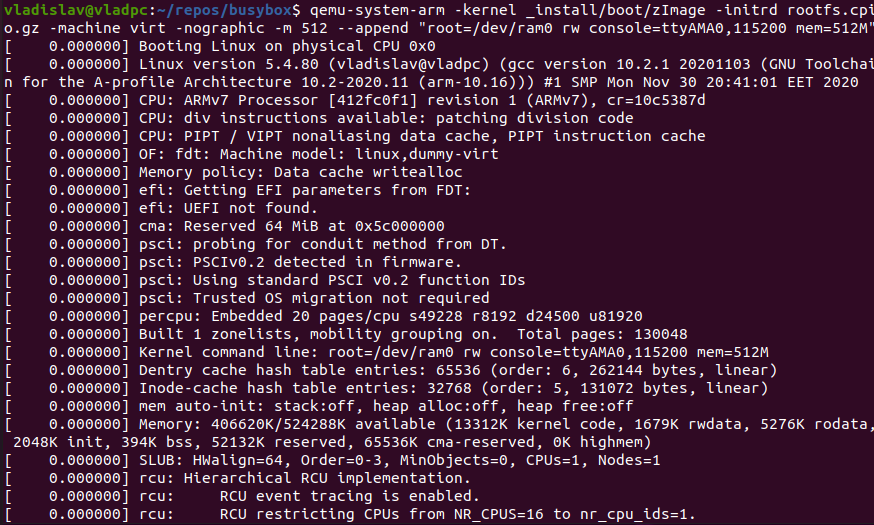 vladislav@vladpc:~/repos/busybox$ qemu-system-arm -kernel _install/boot/zImage -initrd rootfs.cpi
o.gz -machine virt -nographic -m 512 --append "root=/dev/ram0 rw console=ttyAMA0,115200 mem=512M"
[    0.000000] Booting Linux on physical CPU 0x0
[    0.000000] Linux version 5.4.80 (vladislav@vladpc) (gcc version 10.2.1 20201103 (GNU Toolchai
n for the A-profile Architecture 10.2-2020.11 (arm-10.16))) #1 SMP Mon Nov 30 20:41:01 EET 2020
[    0.000000] CPU: ARMv7 Processor [412fc0f1] revision 1 (ARMv7), cr=10c5387d
[    0.000000] CPU: div instructions available: patching division code
[    0.000000] CPU: PIPT / VIPT nonaliasing data cache, PIPT instruction cache
[    0.000000] OF: fdt: Machine model: linux,dummy-virt
[    0.000000] Memory policy: Data cache writealloc
[    0.000000] efi: Getting EFI parameters from FDT:
[    0.000000] efi: UEFI not found.
[    0.000000] cma: Reserved 64 MiB at 0x5c000000
[    0.000000] psci: probing for conduit method from DT.
[    0.000000] psci: PSCIv0.2 detected in firmware.
[    0.000000] psci: Using standard PSCI v0.2 function IDs
[    0.000000] psci: Trusted OS migration not required
[    0.000000] percpu: Embedded 20 pages/cpu s49228 r8192 d24500 u81920
[    0.000000] Built 1 zonelists, mobility grouping on.  Total pages: 130048
[    0.000000] Kernel command line: root=/dev/ram0 rw console=ttyAMA0,115200 mem=512M
[    0.000000] Dentry cache hash table entries: 65536 (order: 6, 262144 bytes, linear)
[    0.000000] Inode-cache hash table entries: 32768 (order: 5, 131072 bytes, linear)
[    0.000000] mem auto-init: stack:off, heap alloc:off, heap free:off
[    0.000000] Memory: 406620K/524288K available (13312K kernel code, 1679K rwdata, 5276K rodata,
 2048K init, 394K bss, 52132K reserved, 65536K cma-reserved, 0K highmem)
[    0.000000] SLUB: HWalign=64, Order=0-3, MinObjects=0, CPUs=1, Nodes=1
[    0.000000] rcu: Hierarchical RCU implementation.
[    0.000000] rcu:     RCU event tracing is enabled.
[    0.000000] rcu:     RCU restricting CPUs from NR_CPUS=16 to nr_cpu_ids=1.